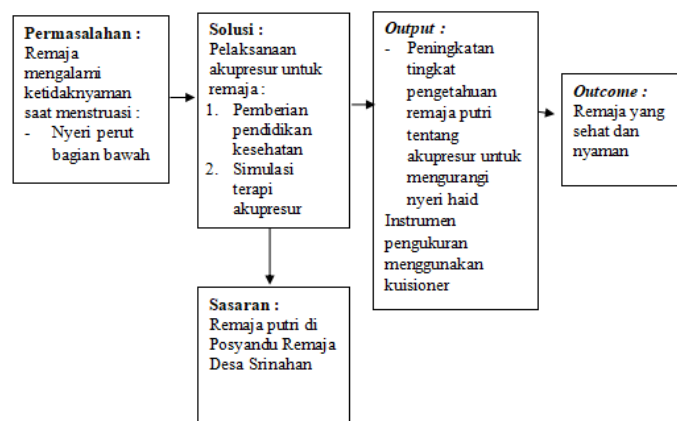 Permasalahan :
Remaja
mengalami
ketidaknyaman
saat menstruasi :
- Nyeri perut
bagian bawah
Solusi :
Pelaksanaan
akupresur untuk
remaja :
1. Pemberian
pendidikan
kesehatan
2. Simulasi
terapi
akupresur
Output :
- Peningkatan
tingkat
pengetahuan
remaja putri
tentang
akupresur untuk
mengurangi
nyeri haid
Instrumen
pengukuran
menggunakan
kuisioner
Outcome :
Remaja yang
sehat dan
nyaman
Sasaran :
Remaja putri di
Posyandu Remaja
Desa Srinahan